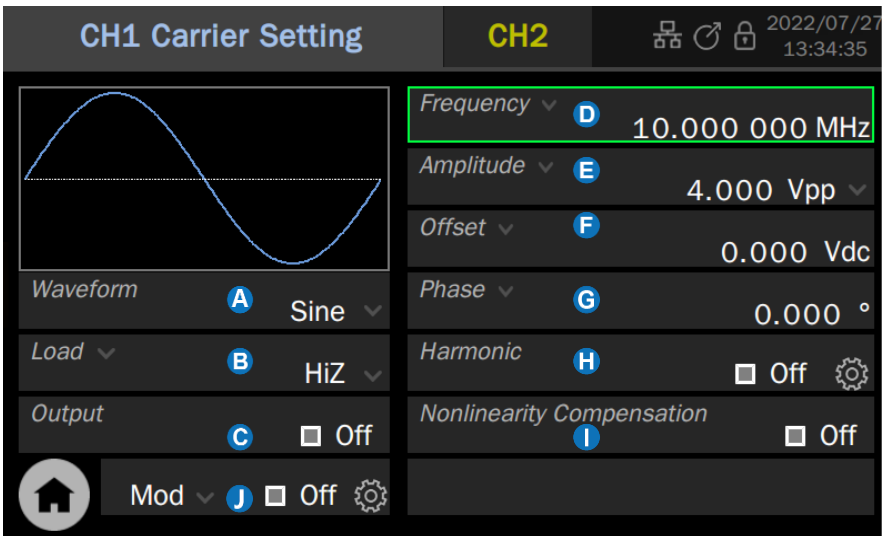 CH1 Carrier Setting
CH2
2022/07/27
13:34:35
Frequency
D
10.000 000 MHz
Amplitude
E
4.000 Vpp
Offset
F
0.000 Vdc
Waveform
A
Sine
Phase
G
0.000 °
Load
B
HiZ
Harmonic
H
Off
Output
C
Off
Nonlinearity Compensation
I
Off
Mod
J
Off